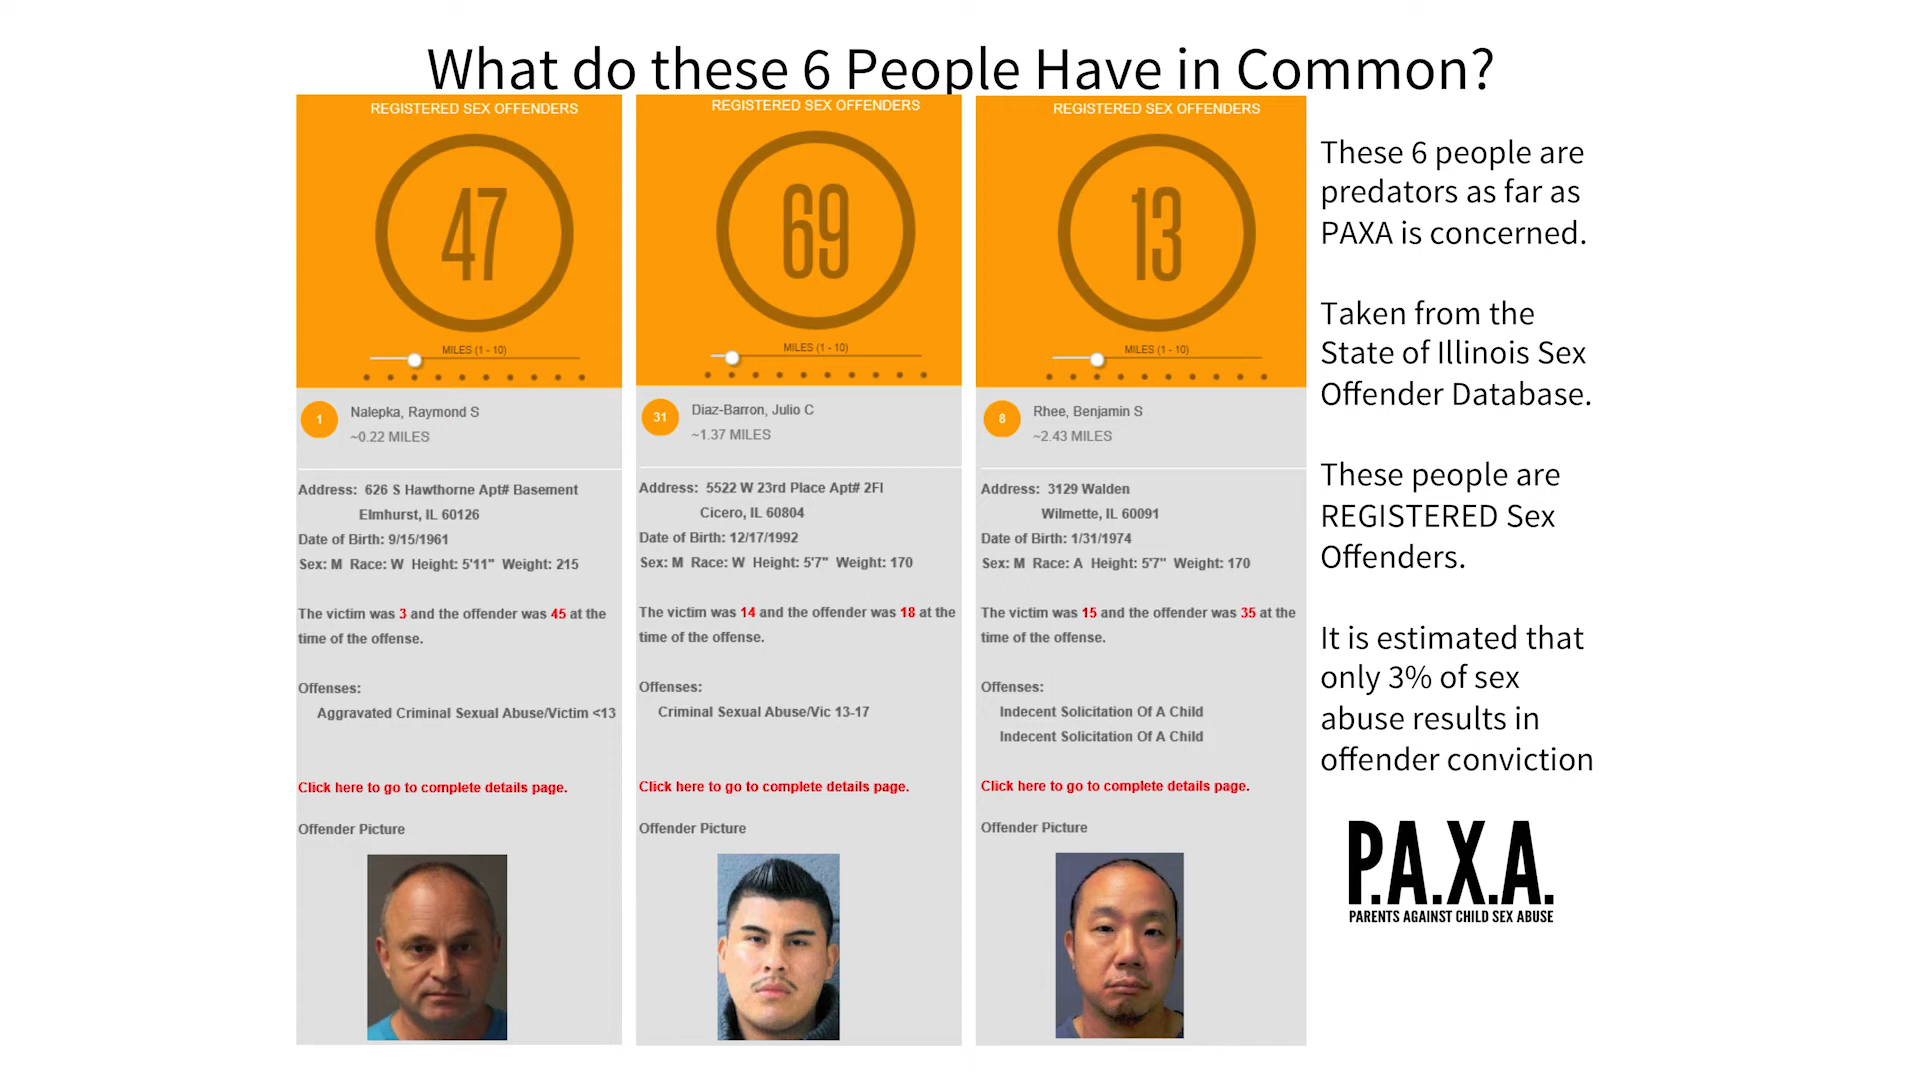 What do these 6 People Have in Common?
REGISTERED SEX OFFENDERS
47
MILES (1 - 10)
1
Nalepka, Raymond S
~0.22 MILES
Address: 626 S Hawthorne Apt# Basement
Elmhurst, IL 60126
Date of Birth: 9/15/1961
Sex: M Race: W Height: 5'11" Weight: 215
The victim was 3 and the offender was 45 at the
time of the offense.
Offenses:
Aggravated Criminal Sexual Abuse/Victim <13
Click here to go to complete details page.
Offender Picture
REGISTERED SEX OFFENDERS
69
MILES (1 - 10)
31
Diaz-Barron, Julio C
~1.37 MILES
Address: 5522 W 23rd Place Apt# 2Fl
Cicero, IL 60804
Date of Birth: 12/17/1992
Sex: M Race: W Height: 5'7" Weight: 170
The victim was 14 and the offender was 18 at the
time of the offense.
Offenses:
Criminal Sexual Abuse/Vic 13-17
Click here to go to complete details page.
Offender Picture
REGISTERED SEX OFFENDERS
13
MILES (1 - 10)
8
Rhee, Benjamin S
~2.43 MILES
Address: 3129 Walden
Wilmette, IL 60091
Date of Birth: 1/31/1974
Sex: M Race: A Height: 5'7" Weight: 170
The victim was 15 and the offender was 35 at the
time of the offense.
Offenses:
Indecent Solicitation Of A Child
Indecent Solicitation Of A Child
Click here to go to complete details page.
Offender Picture
These 6 people are
predators as far as
PAXA is concerned.
Taken from the
State of Illinois Sex
Offender Database.
These people are
REGISTERED Sex
Offenders.
It is estimated that
only 3% of sex
abuse results in
offender conviction
P.A.X.A.
PARENTS AGAINST CHILD SEX ABUSE